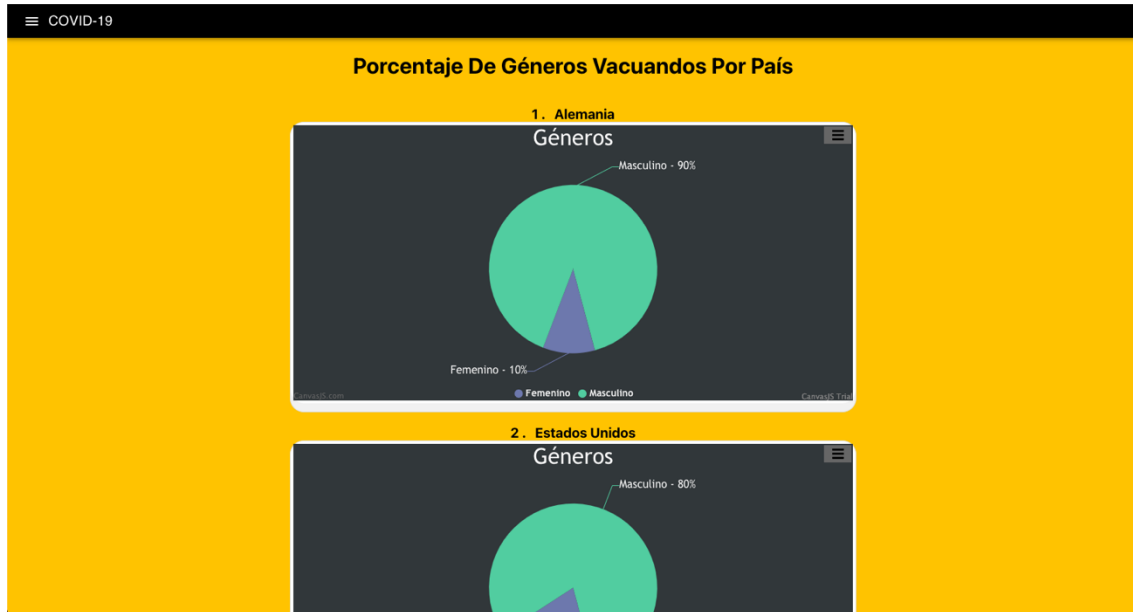 COVID-19
Porcentaje De Géneros Vacuandos Por País
1. Alemania
Géneros
Masculino - 90%
Femenino - 10%
Femenino Masculino
CanvasJS.com CanvasJS Trial
2. Estados Unidos
Géneros
Masculino - 80%